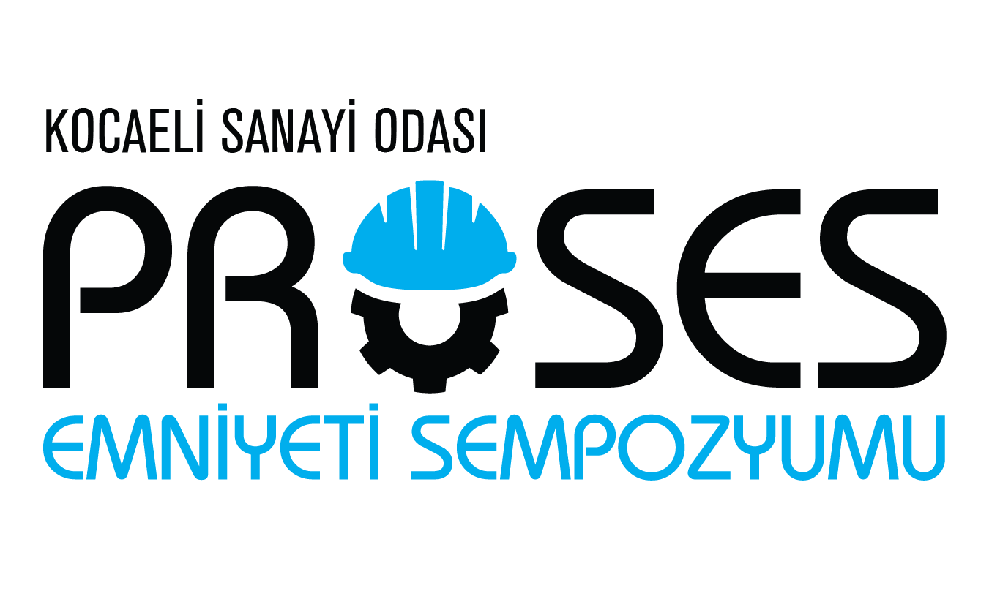 KOCAELİ SANAYİ ODASI
PROSES
EMNİYETİ SEMPOZYUMU